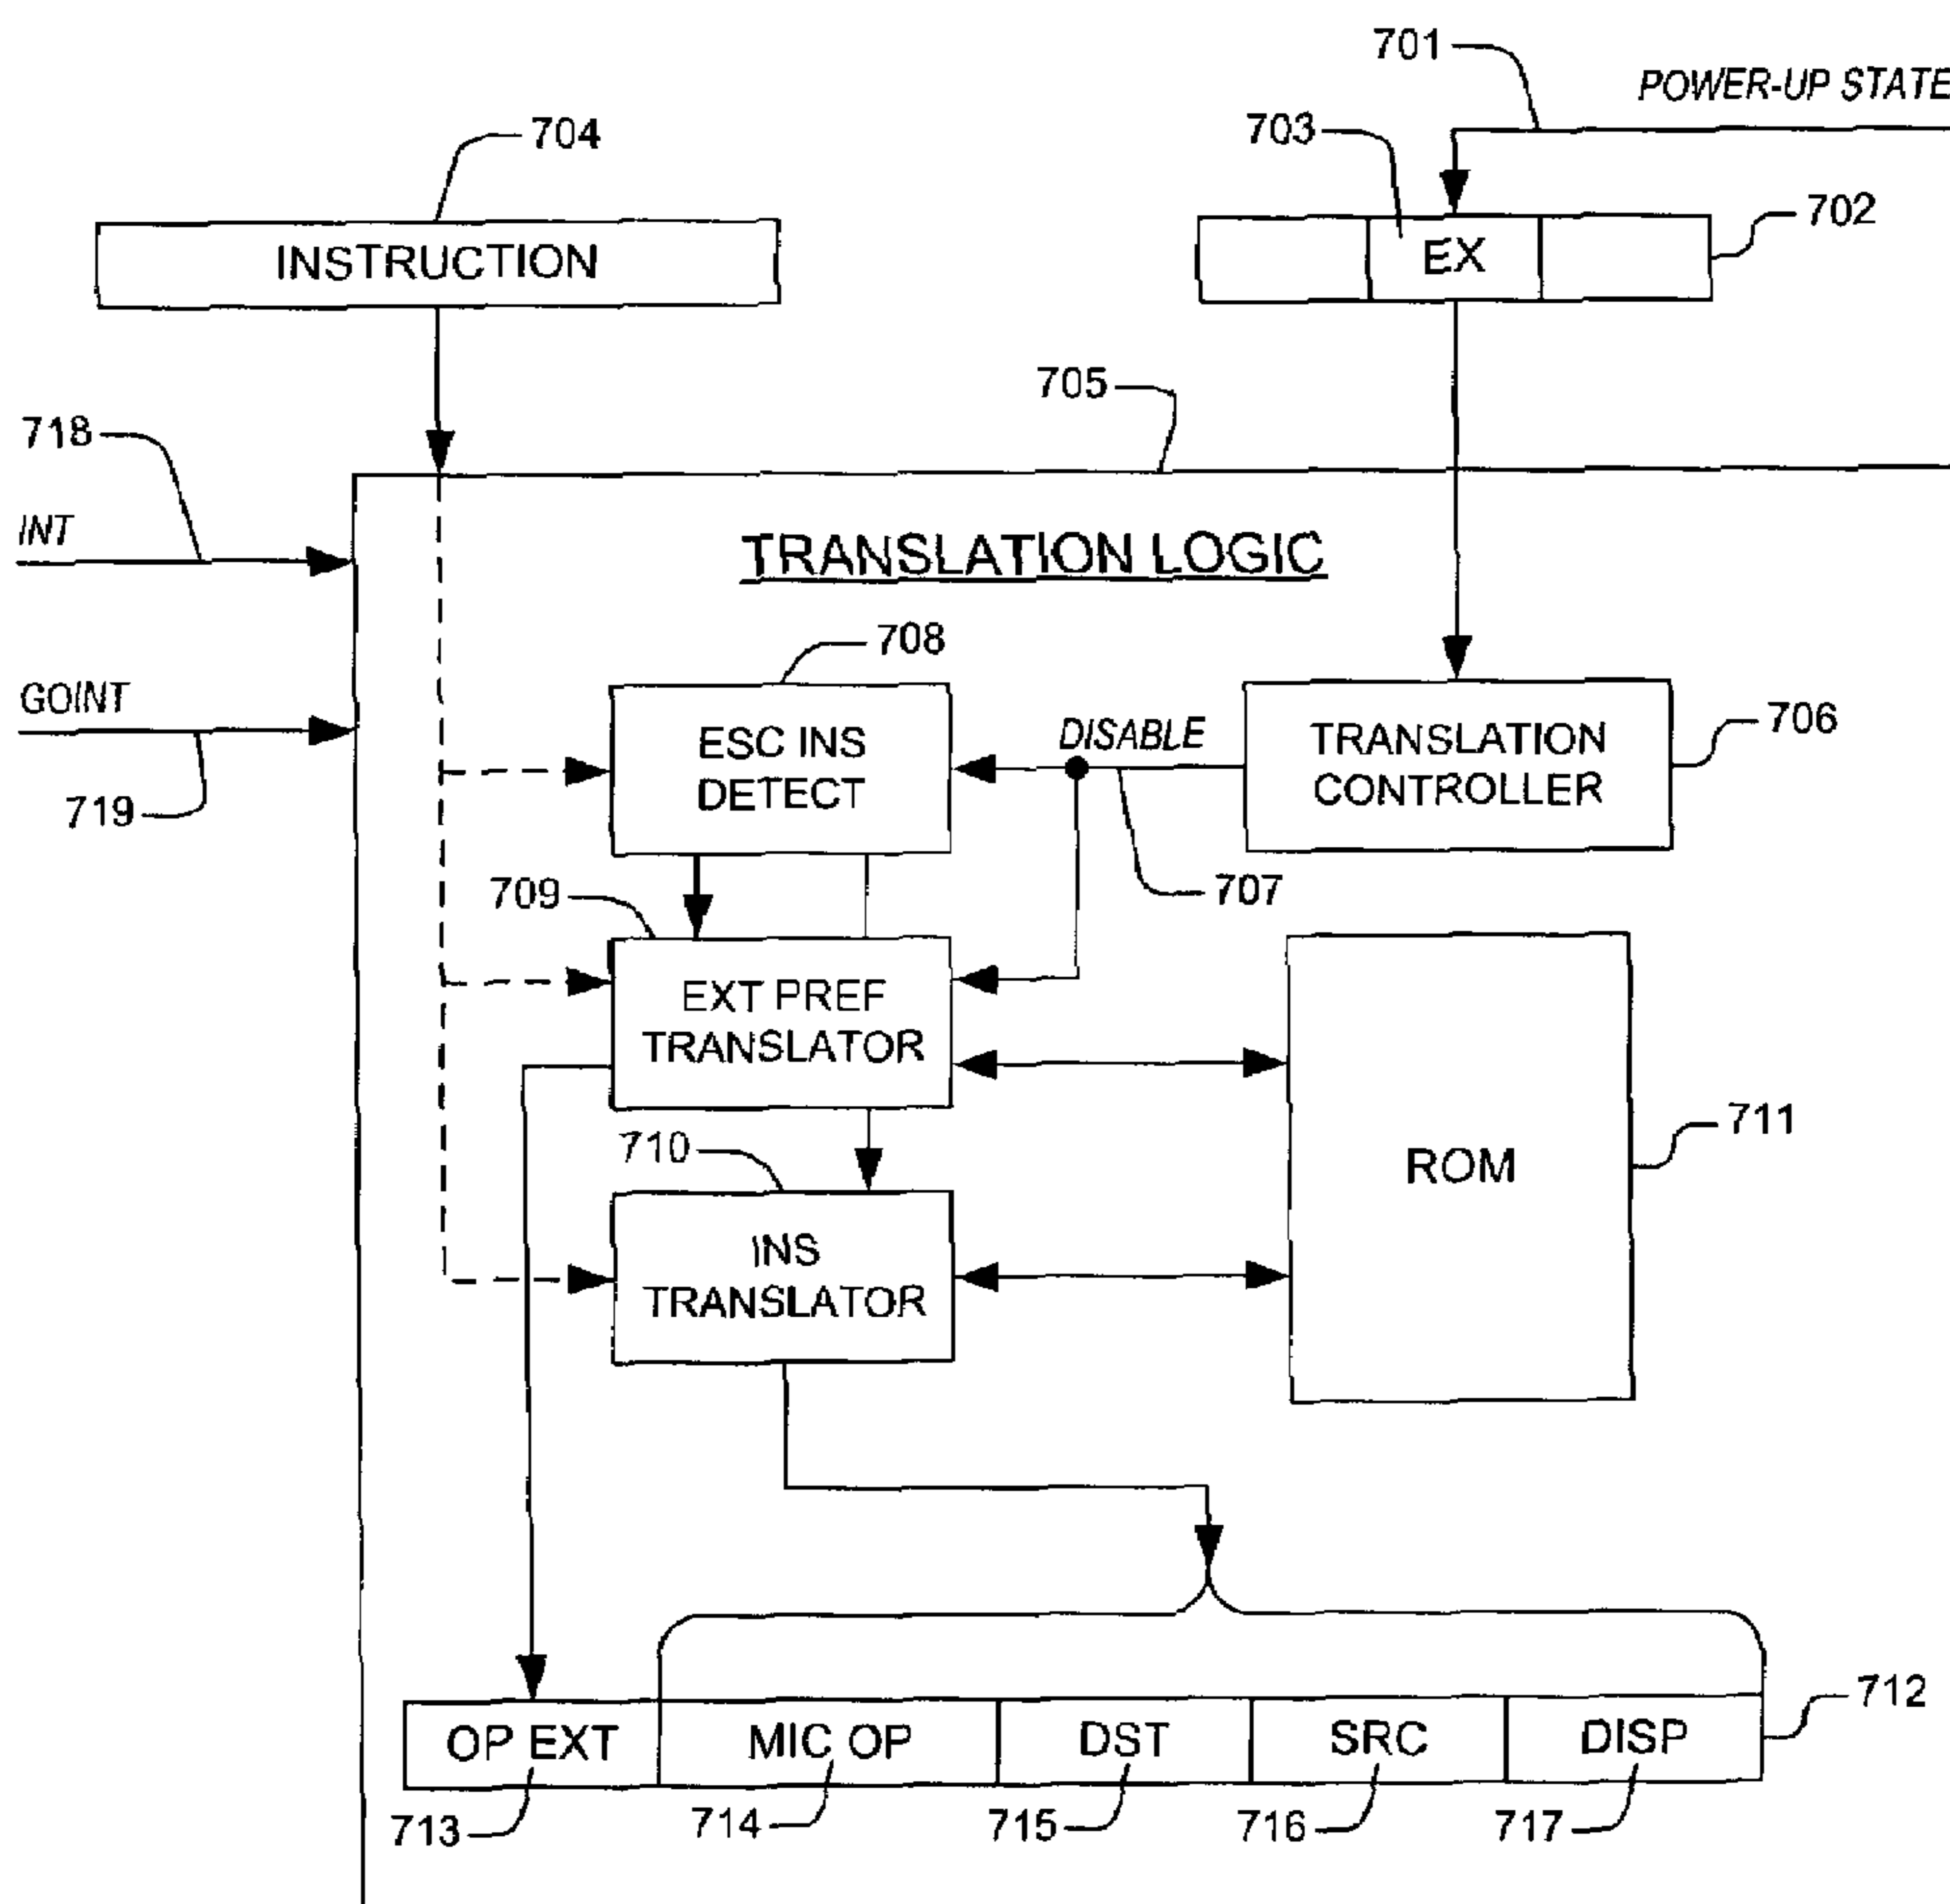 701
POWER-UP STATE
704
703
702
INSTRUCTION
EX
705
718
INT
TRANSLATION LOGIC
708
GOINT
706
ESC INS
DETECT
DISABLE
TRANSLATION
CONTROLLER
719
709
707
EXT PREF
TRANSLATOR
711
710
ROM
INS
TRANSLATOR
712
OP EXT
MIC OP
DST
SRC
DISP
713
714
715
716
717